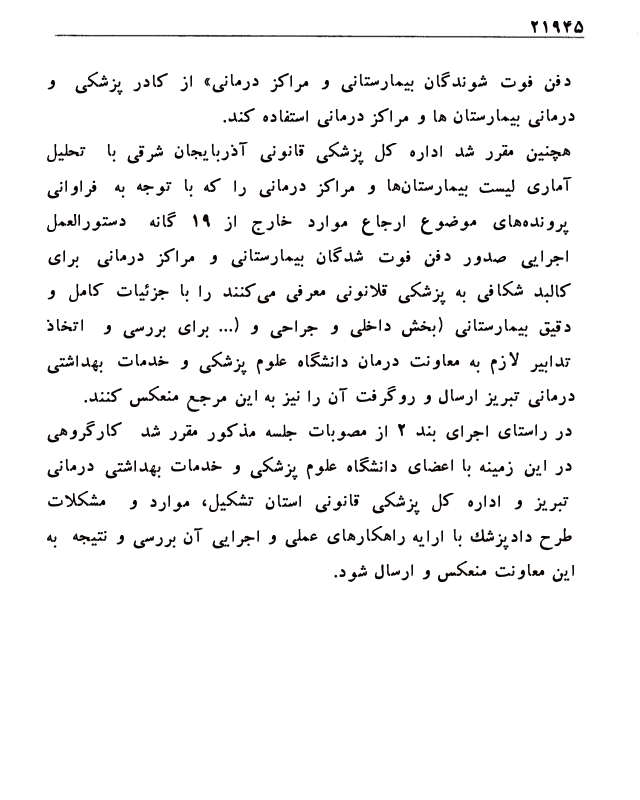 ۲۱۹۴۵
دفن فوت شوندگان بیمارستانی و مراکز درمانی» از کادر پزشکی و
درمانی بیمارستان ها و مراکز درمانی استفاده کند.
هچنین مقرر شد اداره کل پزشکی قانونی آذربایجان شرقی با تحلیل
آماری لیست بیمارستان‌ها و مراکز درمانی را که با توجه به فراوانی
پرونده‌های موضوع ارجاع موارد خارج از ۱۹ گانه دستورالعمل
اجرایی صدور دفن فوت شدگان بیمارستانی و مراکز درمانی برای
کالبد شکافی به پزشکی قلانونی معرفی می‌کنند را با جزئیات کامل و
دقیق بیمارستانی (بخش داخلی و جراحی و (... برای بررسی و اتخاذ
تدابیر لازم به معاونت درمان دانشگاه علوم پزشکی و خدمات بهداشتی
درمانی تبریز ارسال و روگرفت آن را نیز به این مرجع منعکس کنند.
در راستای اجرای بند ۲ از مصوبات جلسه مذکور مقرر شد کارگروهی
در این زمینه با اعضای دانشگاه علوم پزشکی و خدمات بهداشتی درمانی
تبریز و اداره کل پزشکی قانونی استان تشکیل، موارد و مشکلات
طرح دادپزشك با ارایه راهکارهای عملی و اجرایی آن بررسی و نتیجه به
این معاونت منعکس و ارسال شود.